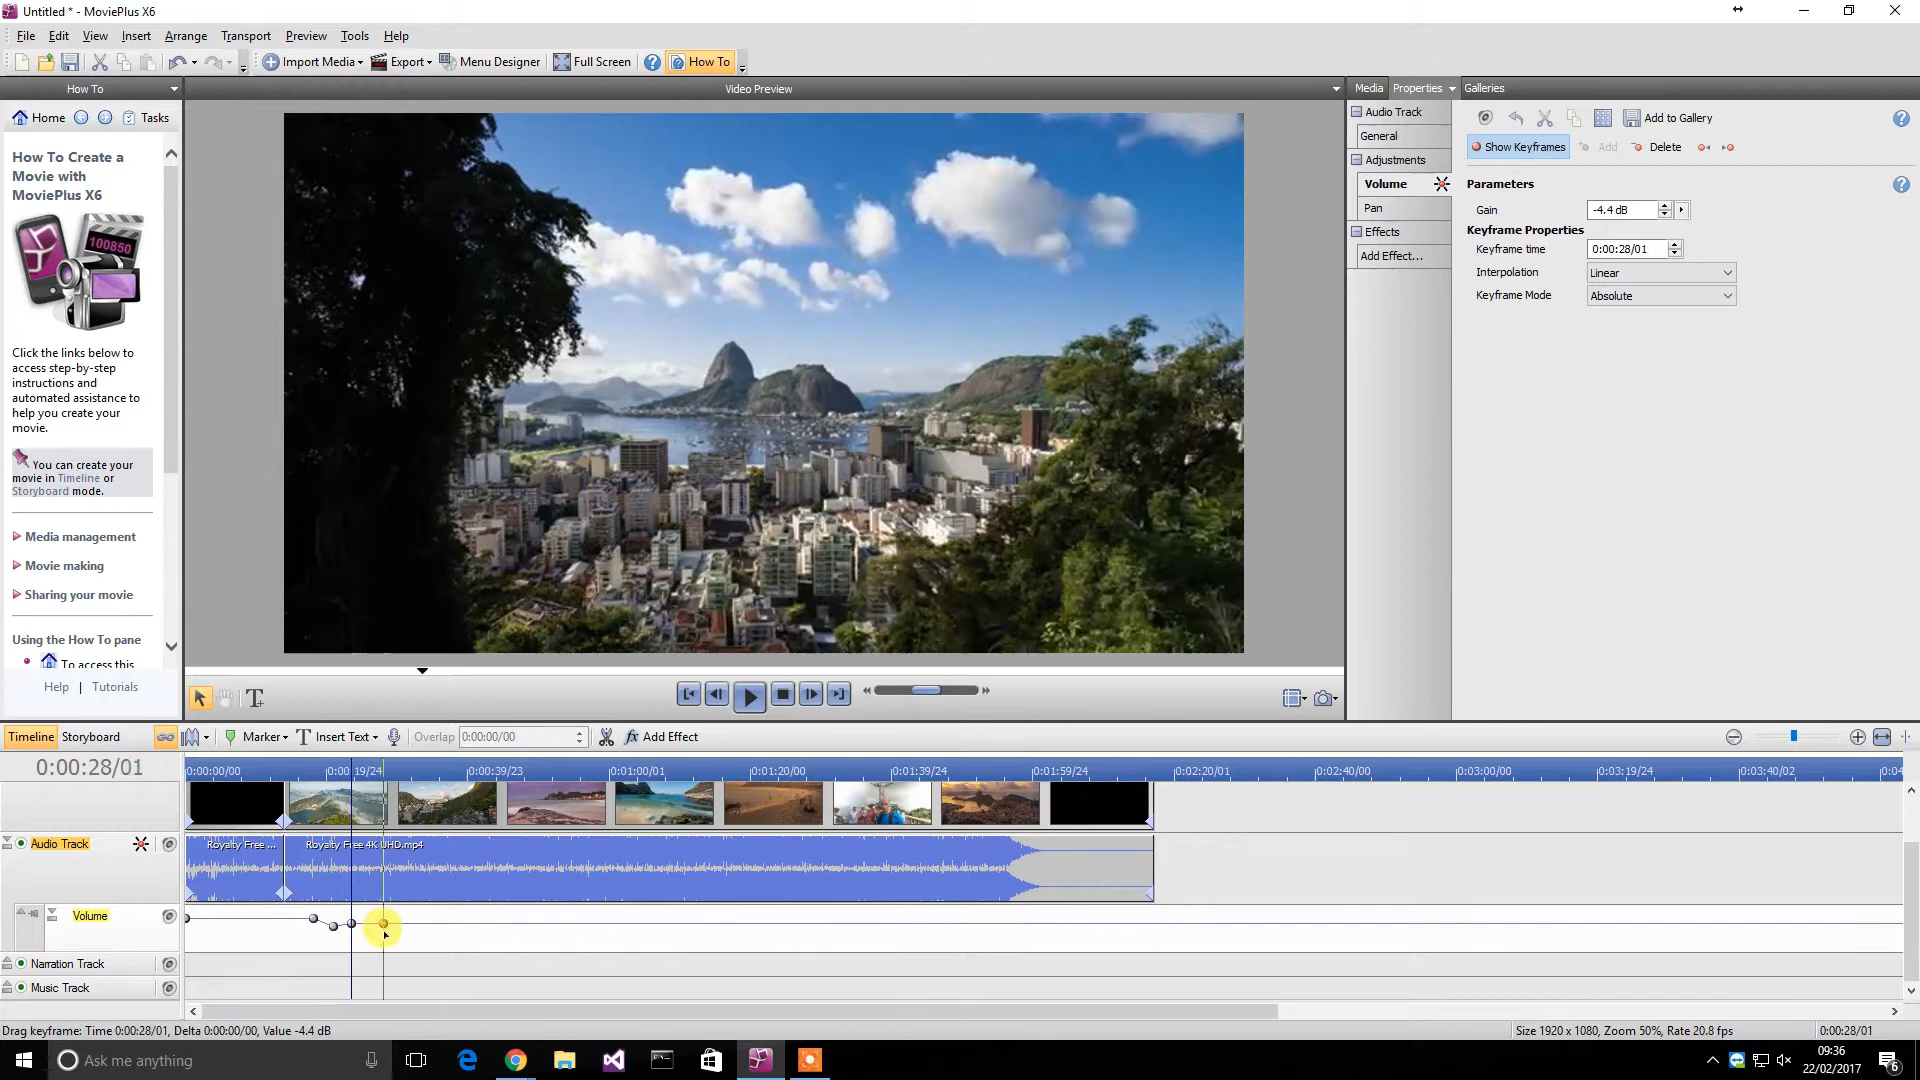 Untitled * - MoviePlus X6
File Edit View Insert Arrange Transport Preview Tools Help
Import Media Export Menu Designer Full Screen How To
How To
Video Preview
Media Properties Galleries
Home Tasks
How To Create a
Movie with
MoviePlus X6
100850
Click the links below to
access step-by-step
instructions and
automated assistance to
help you create your
movie.
You can create your
movie in Timeline or
Storyboard mode.
Media management
Movie making
Sharing your movie
Using the How To pane
To access this
Help | Tutorials
Audio Track
General
Adjustments
Volume
Pan
Effects
Add Effect...
Add to Gallery
Show Keyframes Add Delete
Parameters
Gain -4.4 dB
Keyframe Properties
Keyframe time 0:00:28/01
Interpolation Linear
Keyframe Mode Absolute
Timeline Storyboard Marker Insert Text Overlap 0:00:00/00 fx Add Effect
0:00:28/01
0:00:00/00 0:00:19/24 0:00:39/23 0:01:00/01 0:01:20/00 0:01:39/24 0:01:59/24 0:02:20/01 0:02:40/00 0:03:00/00 0:03:19/24 0:03:40/02 0:04
Audio Track
Royalty Free ... Royalty Free 4K UHD.mp4
Volume
Narration Track
Music Track
Drag keyframe: Time 0:00:28/01, Delta 0:00:00/00, Value -4.4 dB
Size 1920 x 1080, Zoom 50%, Rate 20.8 fps 0:00:28/01
Ask me anything
09:36
22/02/2017
6